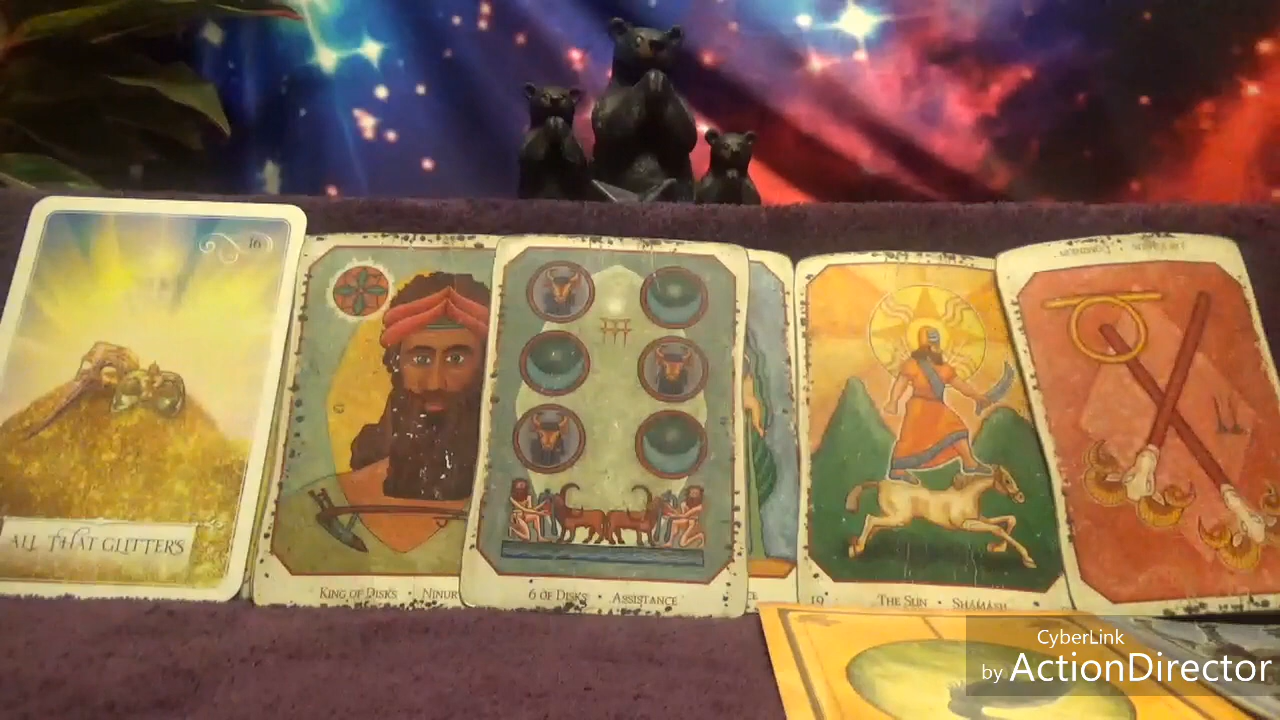 16
ALL THAT GLITTERS
KING OF DISKS • NINUR
6 OF DISKS • ASSISTANCE
CE
19 THE SUN • SHAMASH
CyberLink
by ActionDirector